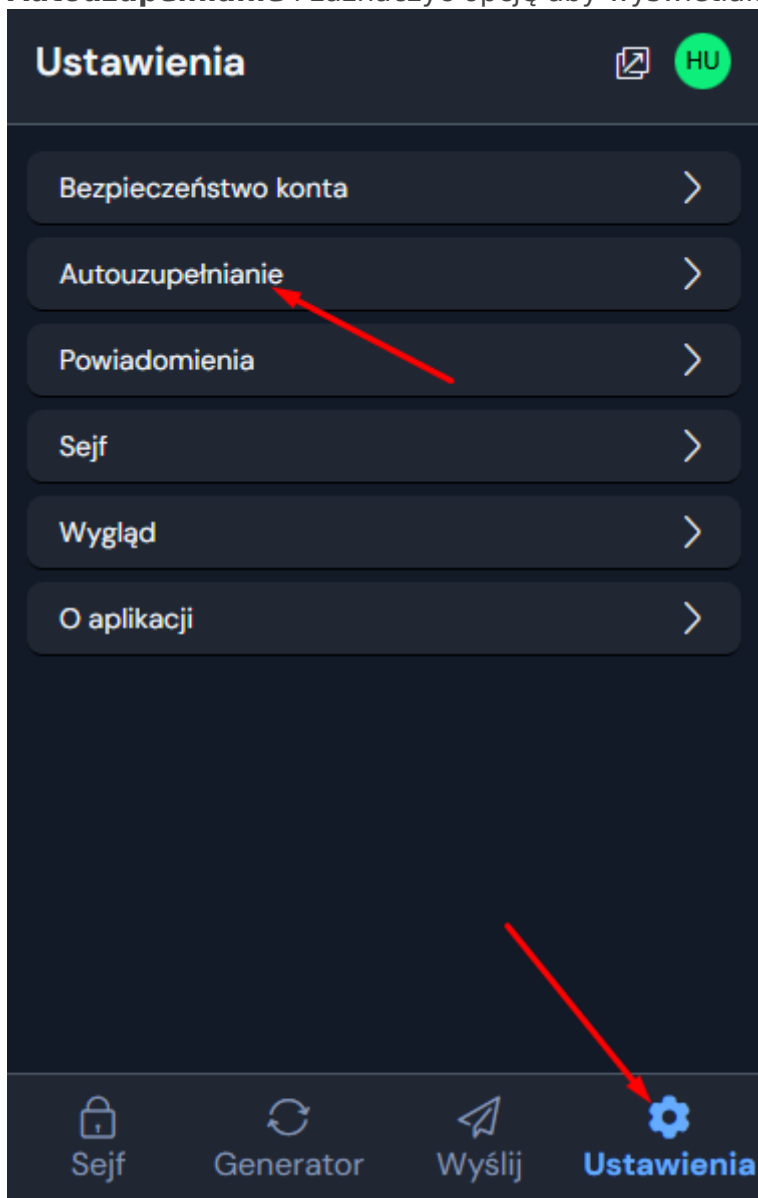 Ustawienia
HU
Bezpieczeństwo konta
Autouzupełnianie
Powiadomienia
Sejf
Wygląd
O aplikacji
Sejf Generator Wyślij Ustawienia